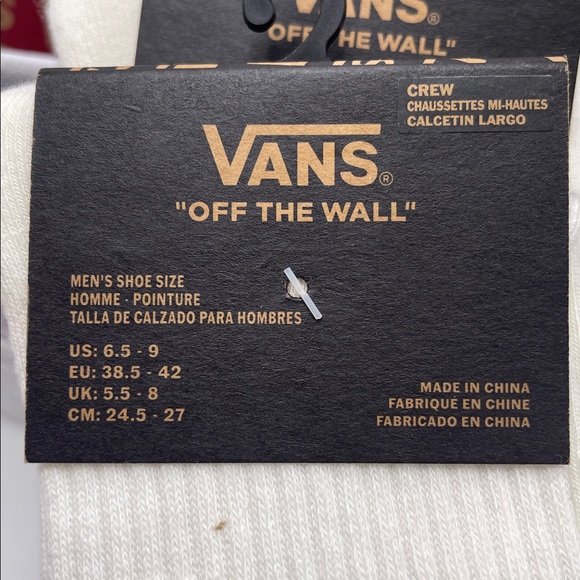 VANS®
"OFF THE WALL"
CREW
CHAUSSETTES MI-HAUTES
CALCETIN LARGO
VANS®
"OFF THE WALL"
MEN'S SHOE SIZE
HOMME - POINTURE
TALLA DE CALZADO PARA HOMBRES
US: 6.5 - 9
EU: 38.5 - 42
UK: 5.5 - 8
CM: 24.5 - 27
MADE IN CHINA
FABRIQUÉ EN CHINE
FABRICADO EN CHINA